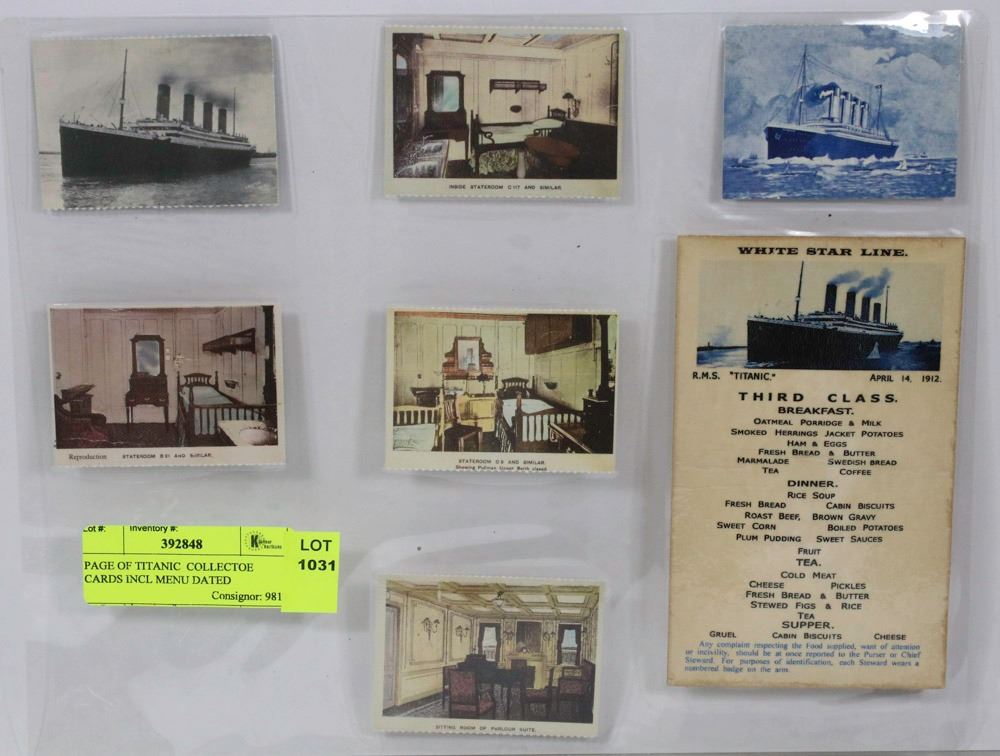 INSIDE STATEROOM C 117 AND SIMILAR.
WHITE STAR LINE.
R.M.S. "TITANIC." APRIL 14, 1912.
THIRD CLASS.
BREAKFAST.
OATMEAL PORRIDGE & MILK
SMOKED HERRINGS JACKET POTATOES
HAM & EGGS
FRESH BREAD & BUTTER
MARMALADE SWEDISH BREAD
TEA COFFEE
DINNER.
RICE SOUP
FRESH BREAD CABIN BISCUITS
ROAST BEEF, BROWN GRAVY
SWEET CORN BOILED POTATOES
PLUM PUDDING SWEET SAUCES
FRUIT
TEA.
COLD MEAT
CHEESE PICKLES
FRESH BREAD & BUTTER
STEWED FIGS & RICE
TEA
SUPPER.
GRUEL CABIN BISCUITS CHEESE
Any complaint respecting the Food supplied, want of attention
or incivility, should be at once reported to the Purser or Chief
Steward. For purposes of identification, each Steward wears a
numbered badge on the arm.
Reproduction STATEROOM AND SIMILAR.
STATEROOM AND SIMILAR.
Showing Pullman Upper Berth closed
Lot #: Inventory #:
392848
LOT
1031
PAGE OF TITANIC COLLECTOE
CARDS INCL MENU DATED
Consignor: 981
SITTING ROOM OF PARLOUR SUITE.